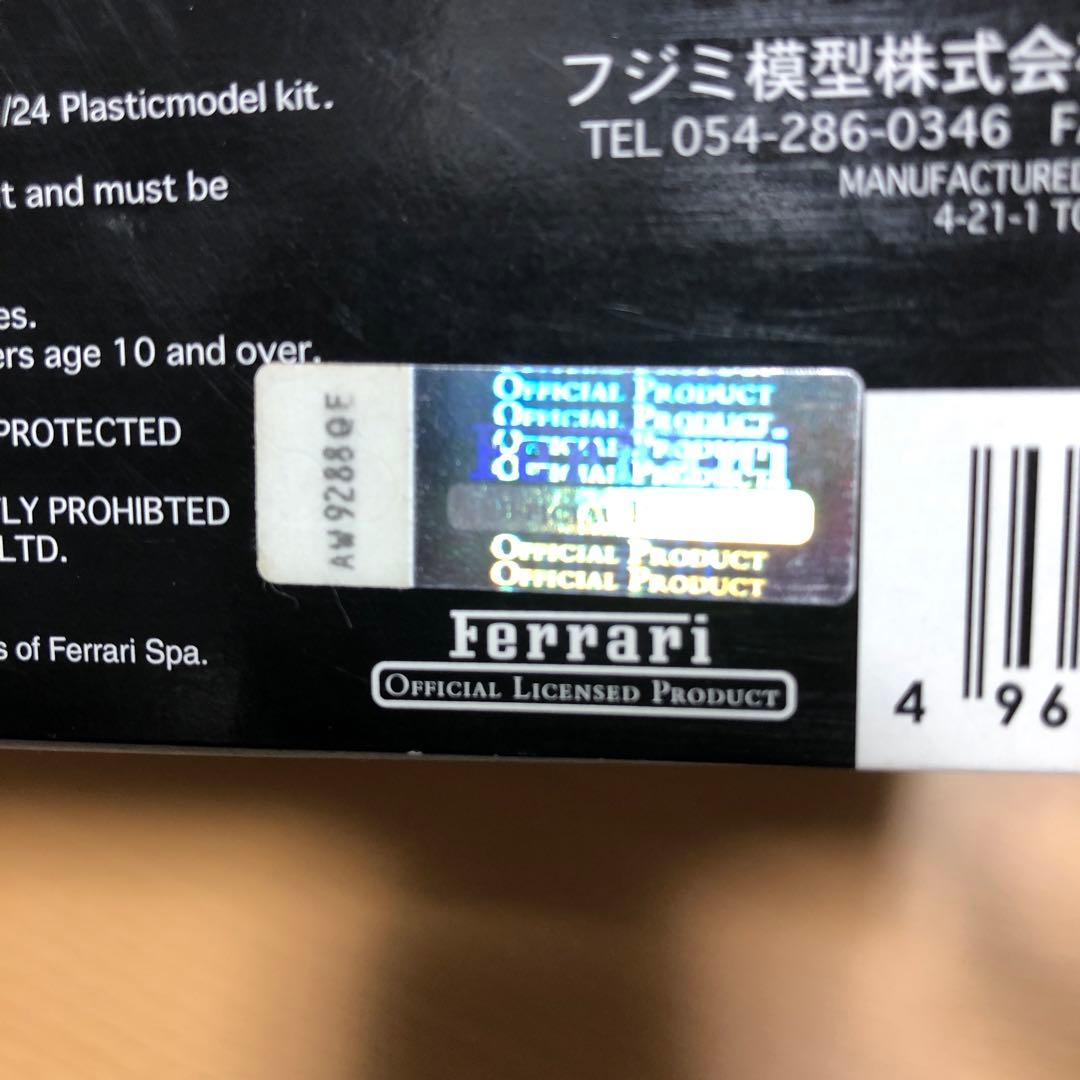 /24 Plasticmodel kit.
t and must be
es.
ers age 10 and over.
PROTECTED
LY PROHIBTED
LTD.
s of Ferrari Spa.
フジミ模型株式会
TEL 054-286-0346 FA
MANUFACTURED
4-21-1 TO
AW9288QE
OFFICIAL PRODUCT
OFFICIAL PRODUCT
OFFICIAL PRODUCT
OFFICIAL PRODUCT
Ferrari
OFFICIAL LICENSED PRODUCT
4 96